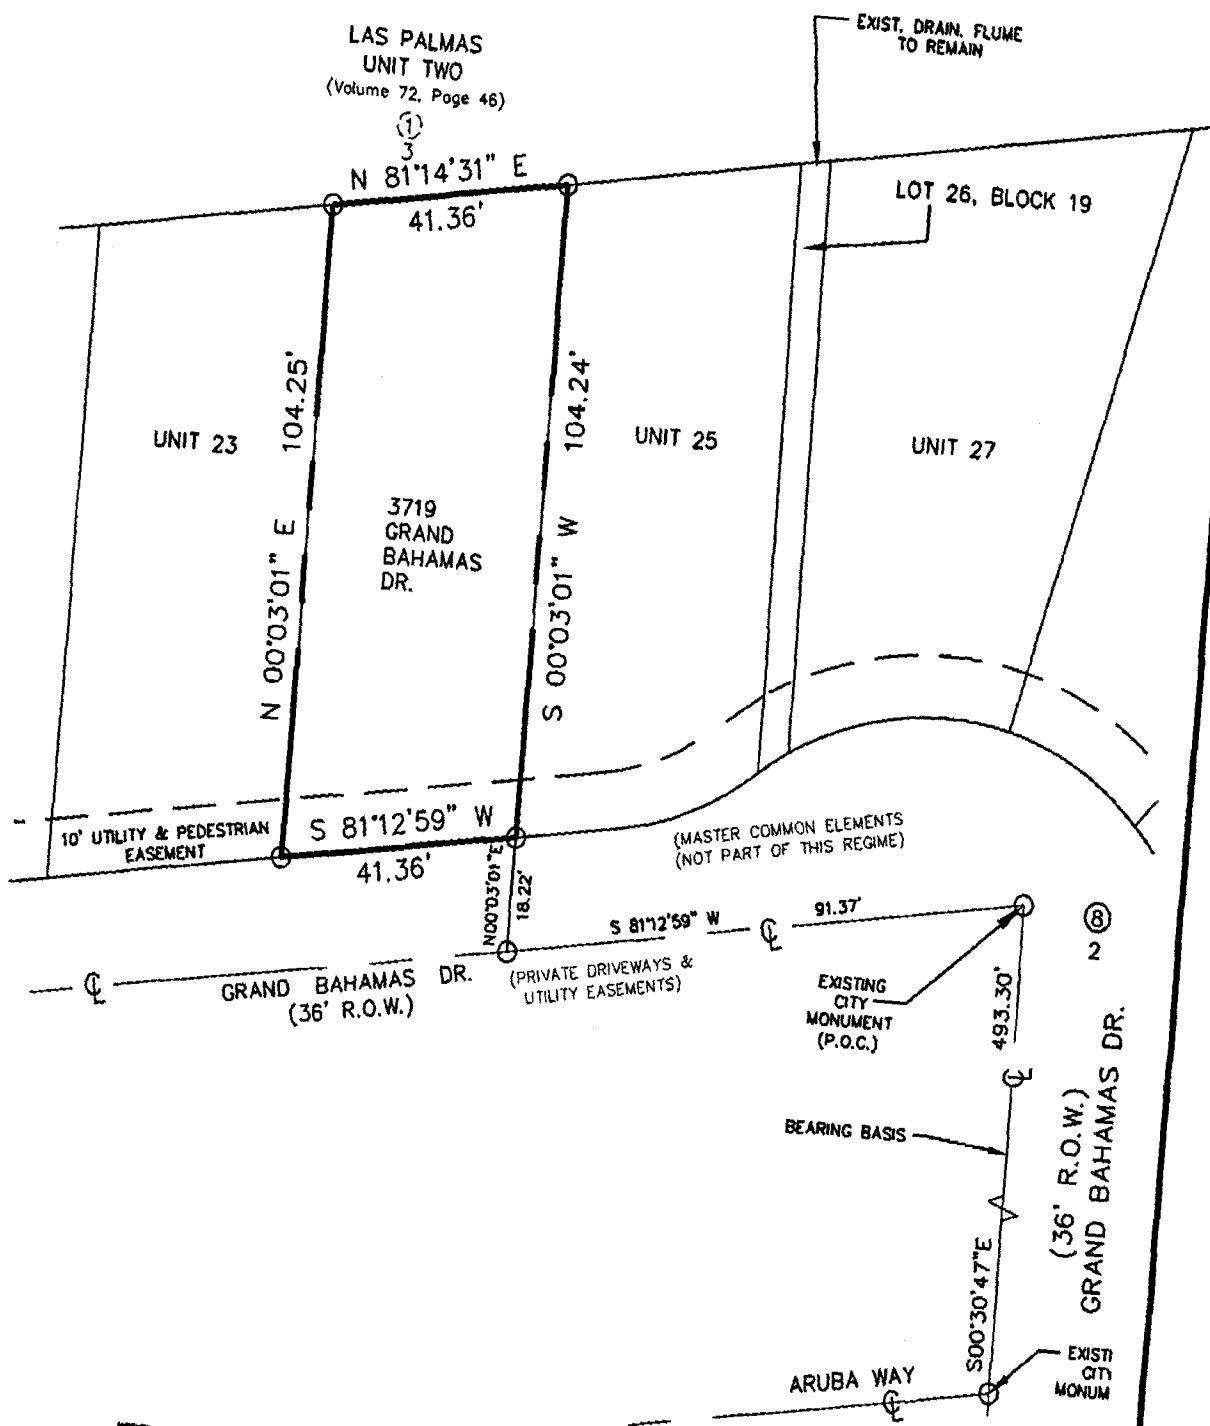 LAS PALMAS
UNIT TWO
(Volume 72, Page 46)
1
3
EXIST. DRAIN. FLUME
TO REMAIN
N 81°14'31" E
41.36'
LOT 26, BLOCK 19
N 00°03'01" E 104.25'
S 00°03'01" W 104.24'
UNIT 23
UNIT 25
UNIT 27
3719
GRAND
BAHAMAS
DR.
10' UTILITY & PEDESTRIAN
EASEMENT
S 81°12'59" W
41.36'
(MASTER COMMON ELEMENTS
(NOT PART OF THIS REGIME)
N00°03'01"E
18.22'
S 81°12'59" W
91.37'
8
2
GRAND BAHAMAS DR.
(36' R.O.W.)
(PRIVATE DRIVEWAYS &
UTILITY EASEMENTS)
EXISTING
CITY
MONUMENT
(P.O.C.)
493.30'
BEARING BASIS
(36' R.O.W.)
GRAND BAHAMAS DR.
S00°30'47"E
ARUBA WAY
EXISTI
CITY
MONUM